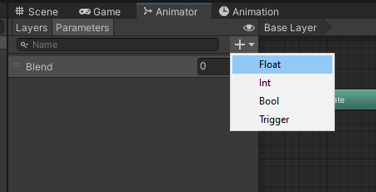 Scene Game Animator Animation
Layers Parameters Base Layer
Name
Blend 0
Float
Int
Bool
Trigger